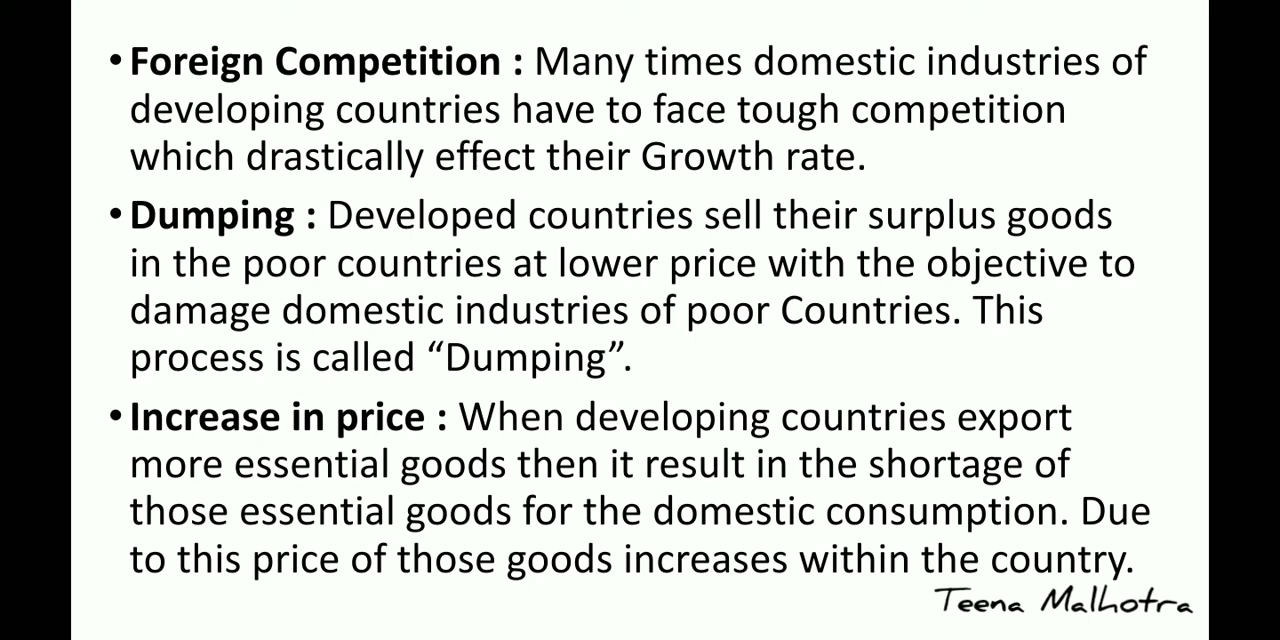 • Foreign Competition : Many times domestic industries of
developing countries have to face tough competition
which drastically effect their Growth rate.
• Dumping : Developed countries sell their surplus goods
in the poor countries at lower price with the objective to
damage domestic industries of poor Countries. This
process is called “Dumping”.
• Increase in price : When developing countries export
more essential goods then it result in the shortage of
those essential goods for the domestic consumption. Due
to this price of those goods increases within the country.
Teena Malhotra